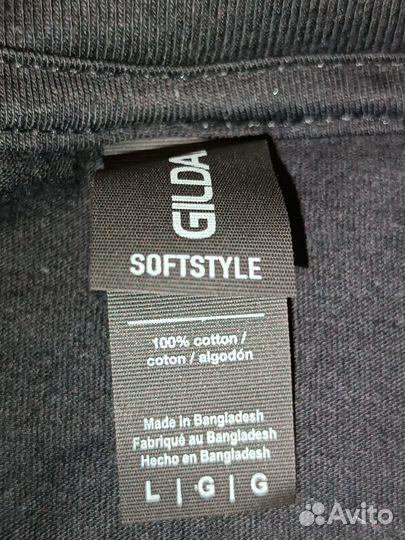 GILDA
SOFTSTYLE
100% cotton /
coton / algodón
Made in Bangladesh
Fabriqué au Bangladesh
Hecho en Bangladesh
L | G | G
Avito